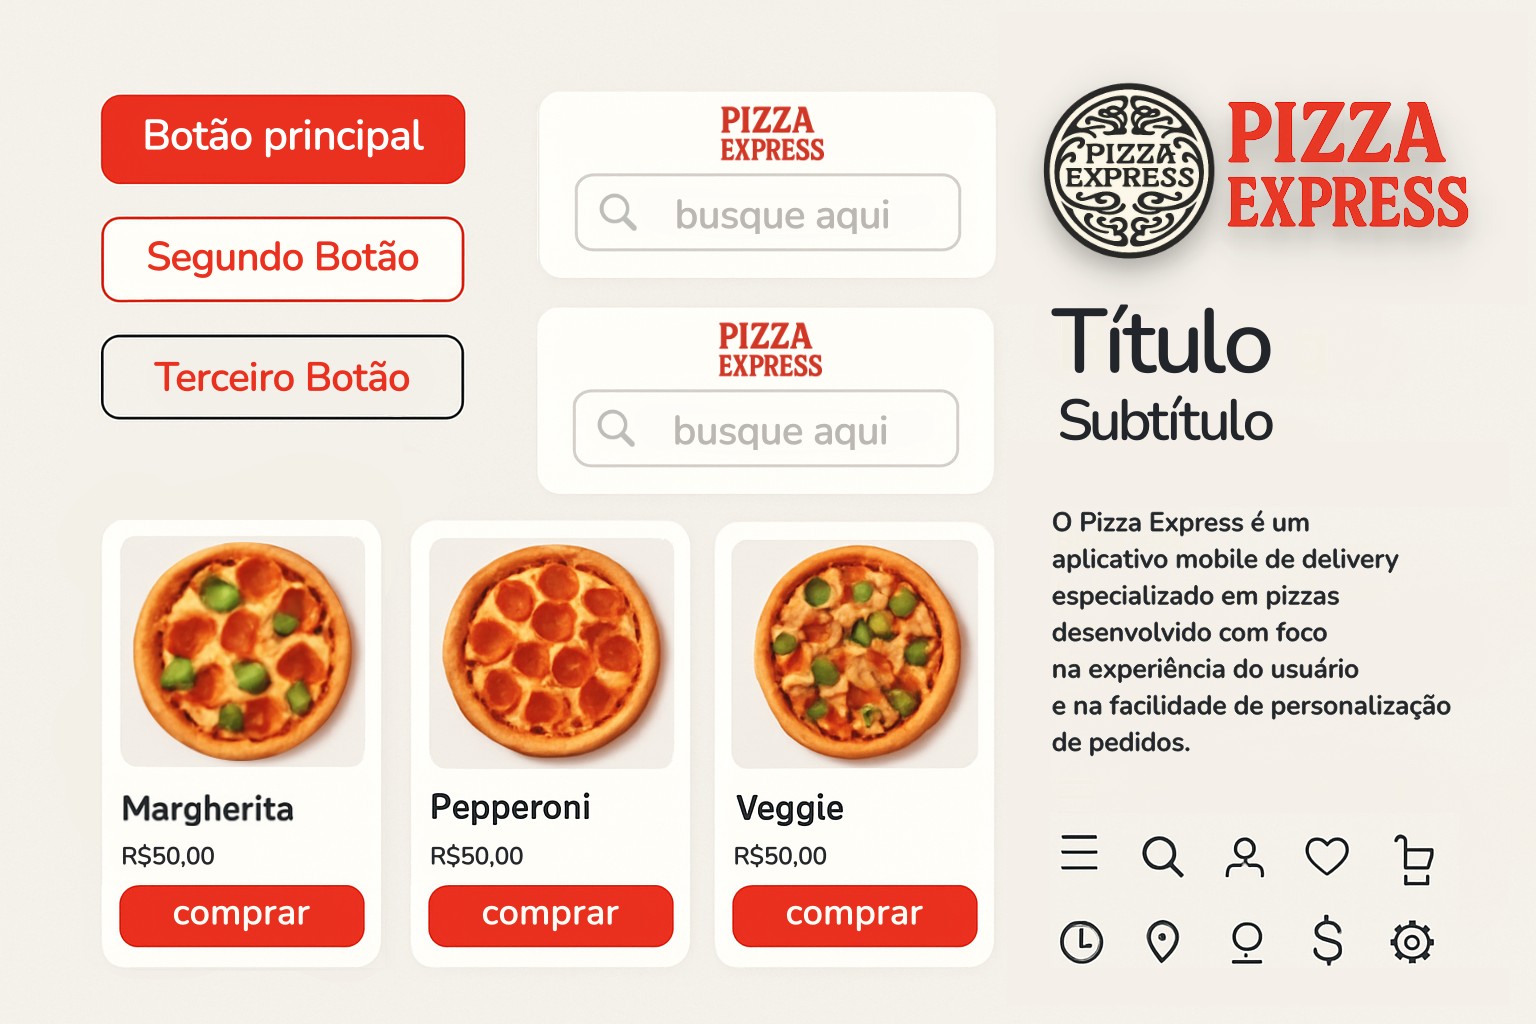 Botão principal
Segundo Botão
Terceiro Botão
PIZZA
EXPRESS
busque aqui
PIZZA
EXPRESS
busque aqui
PIZZA
EXPRESS
PIZZA
EXPRESS
Título
Subtítulo
O Pizza Express é um
aplicativo mobile de delivery
especializado em pizzas
desenvolvido com foco
na experiência do usuário
e na facilidade de personalização
de pedidos.
Margherita
R$50,00
comprar
Pepperoni
R$50,00
comprar
Veggie
R$50,00
comprar
$